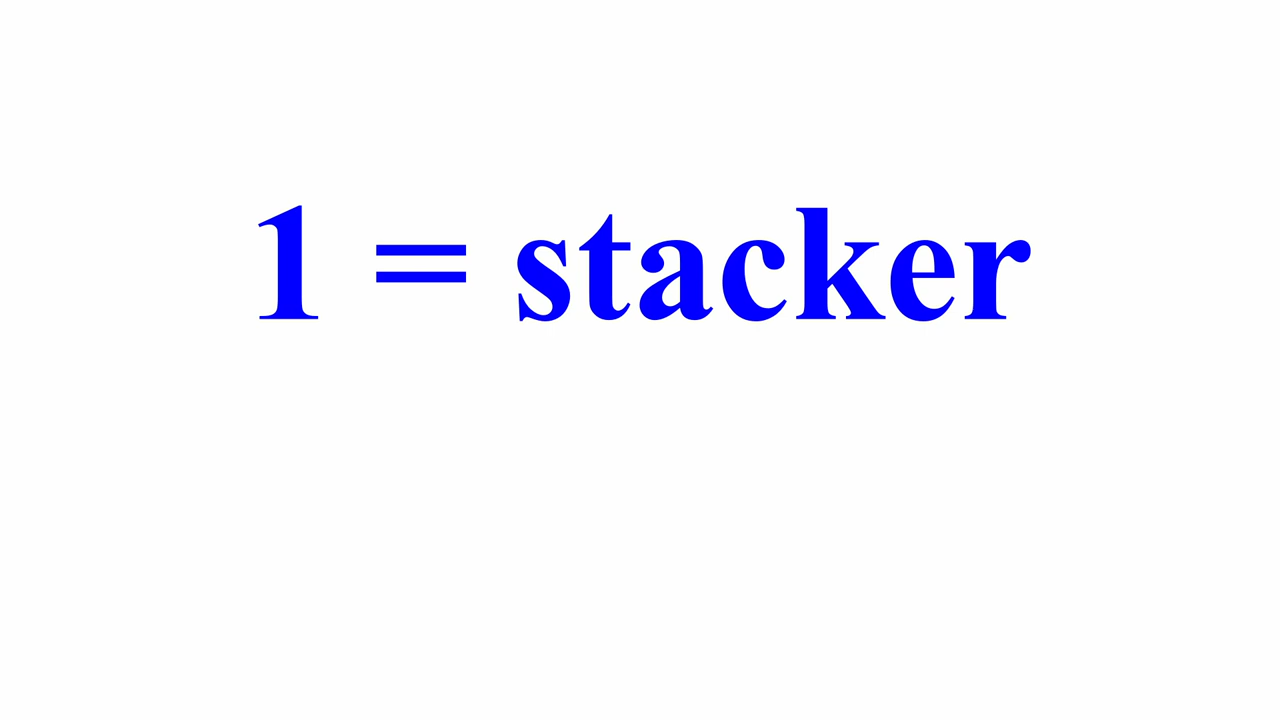 1 = stacker